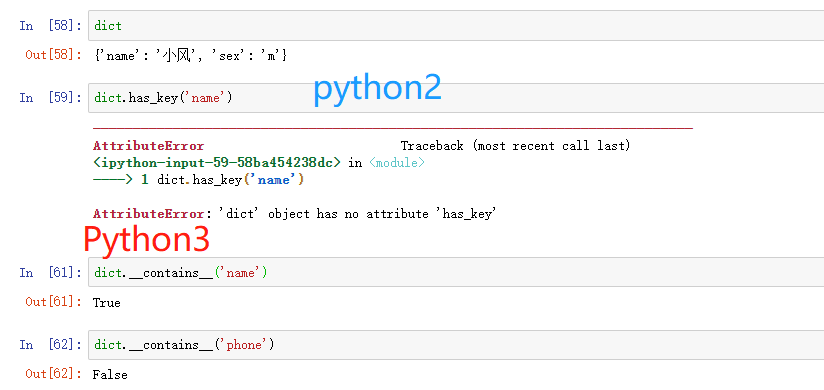 In [58]: dict
Out[58]: {'name': '小风', 'sex': 'm'}
python2
In [59]: dict.has_key('name')
AttributeError Traceback (most recent call last)
<ipython-input-59-58ba454238dc> in <module>
----> 1 dict.has_key('name')
AttributeError: 'dict' object has no attribute 'has_key'
Python3
In [61]: dict.__contains__('name')
Out[61]: True
In [62]: dict.__contains__('phone')
Out[62]: False